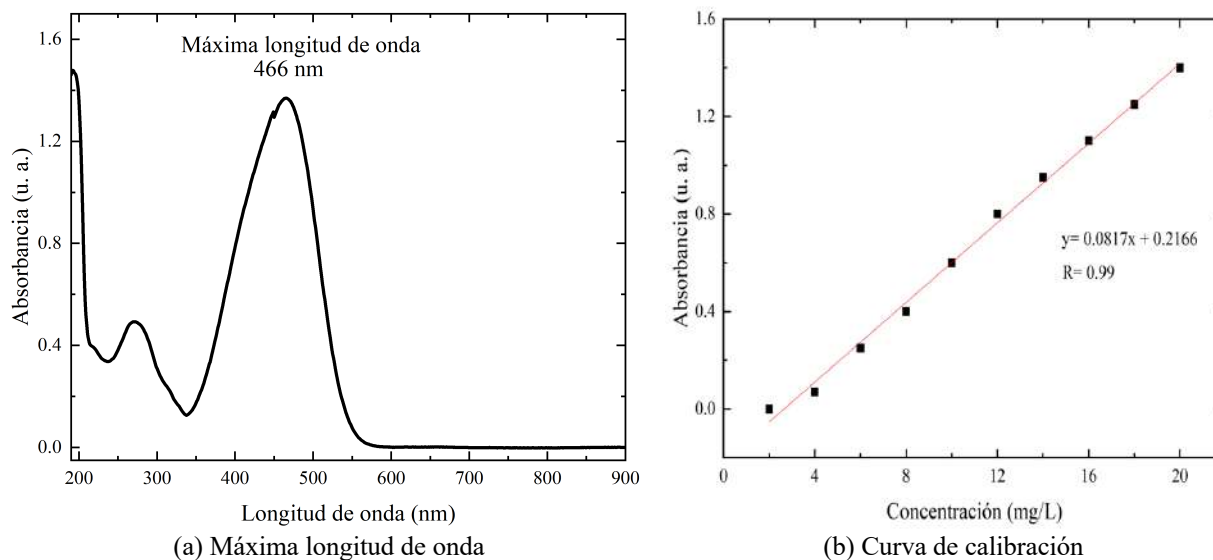 1.6
1.2
0.8
0.4
0.0
Absorbancia (u. a.)
Máxima longitud de onda
466 nm
200 300 400 500 600 700 800 900
Longitud de onda (nm)
(a) Máxima longitud de onda
1.6
1.2
0.8
0.4
0.0
Absorbancia (u. a.)
y= 0.0817x + 0.2166
R= 0.99
0 4 8 12 16 20
Concentración (mg/L)
(b) Curva de calibración